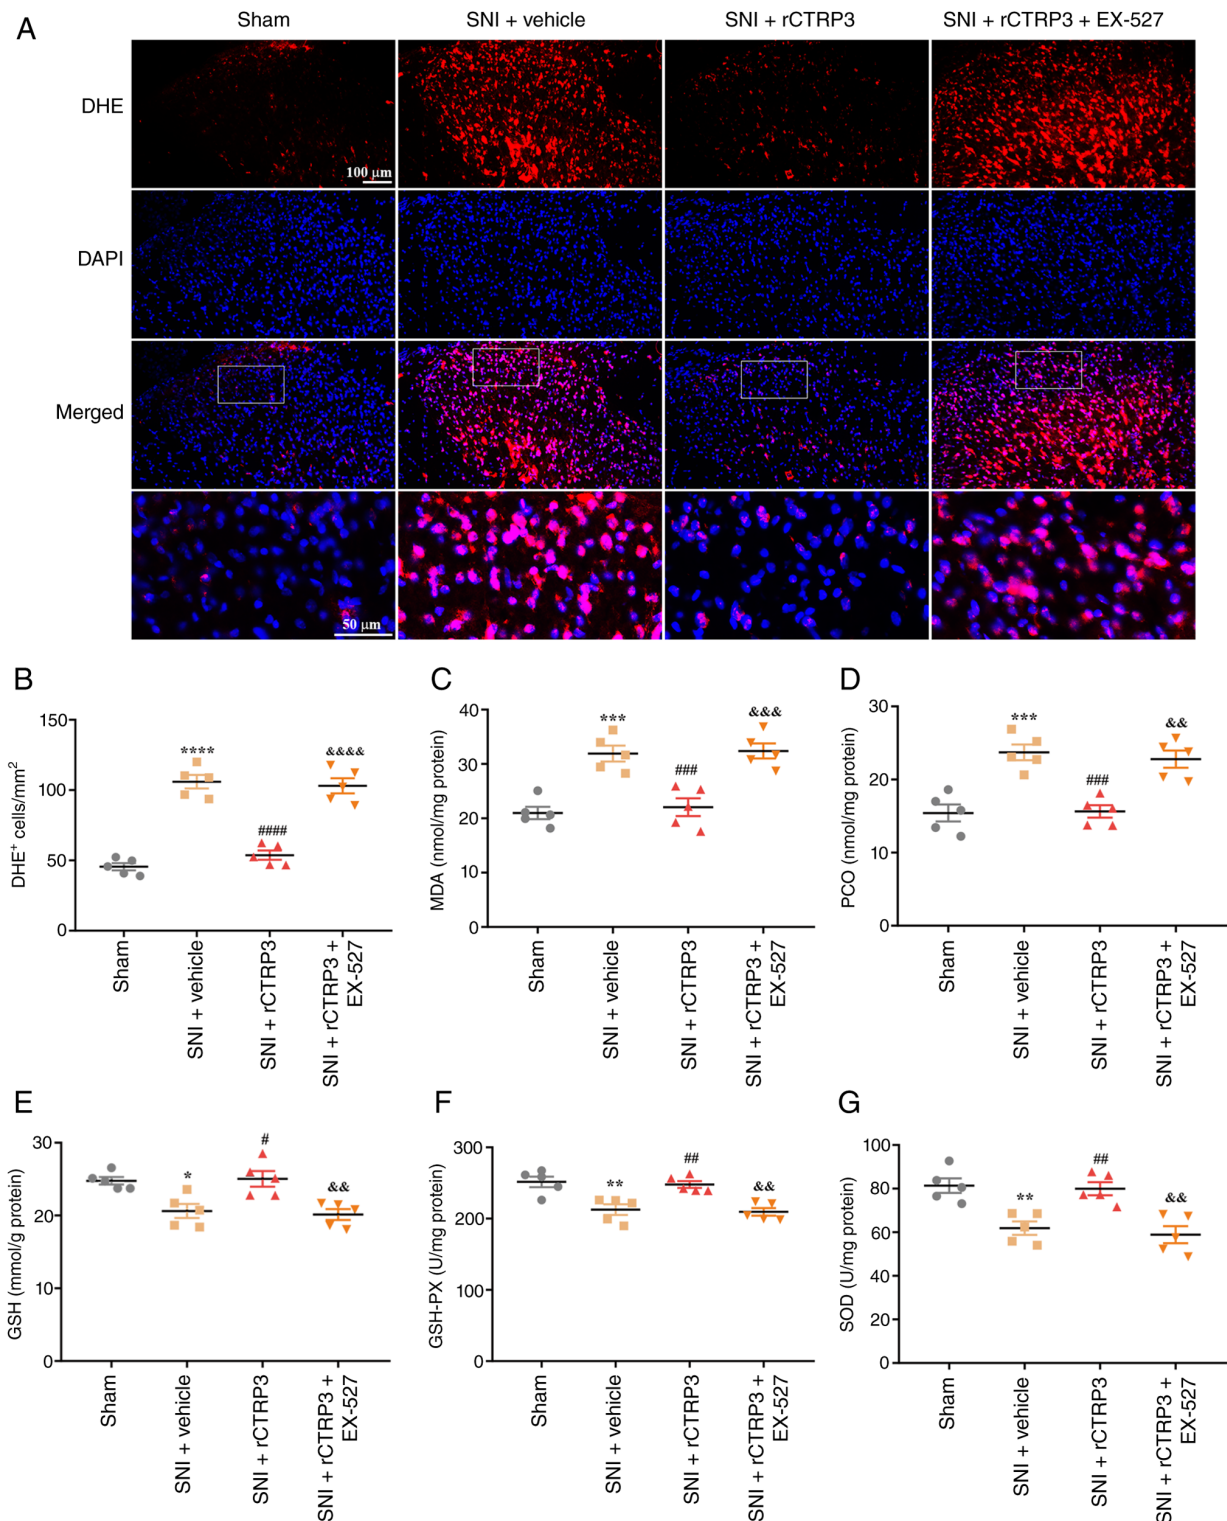 A
Sham
SNI + vehicle
SNI + rCTRP3
SNI + rCTRP3 + EX-527
DHE
100 μm
DAPI
Merged
50 μm
B
DHE+ cells/mm2
150
100
50
0
****
####
&&&&
Sham
SNI + vehicle
SNI + rCTRP3
SNI + rCTRP3 +
EX-527
C
MDA (nmol/mg protein)
40
30
20
10
0
***
###
&&&
Sham
SNI + vehicle
SNI + rCTRP3
SNI + rCTRP3 +
EX-527
D
PCO (nmol/mg protein)
30
20
10
0
***
###
&&
Sham
SNI + vehicle
SNI + rCTRP3
SNI + rCTRP3 +
EX-527
E
GSH (mmol/g protein)
30
20
10
0
*
#
&&
Sham
SNI + vehicle
SNI + rCTRP3
SNI + rCTRP3 +
EX-527
F
GSH-PX (U/mg protein)
300
200
100
0
**
##
&&
Sham
SNI + vehicle
SNI + rCTRP3
SNI + rCTRP3 +
EX-527
G
SOD (U/mg protein)
100
80
60
40
20
0
**
##
&&
Sham
SNI + vehicle
SNI + rCTRP3
SNI + rCTRP3 +
EX-527